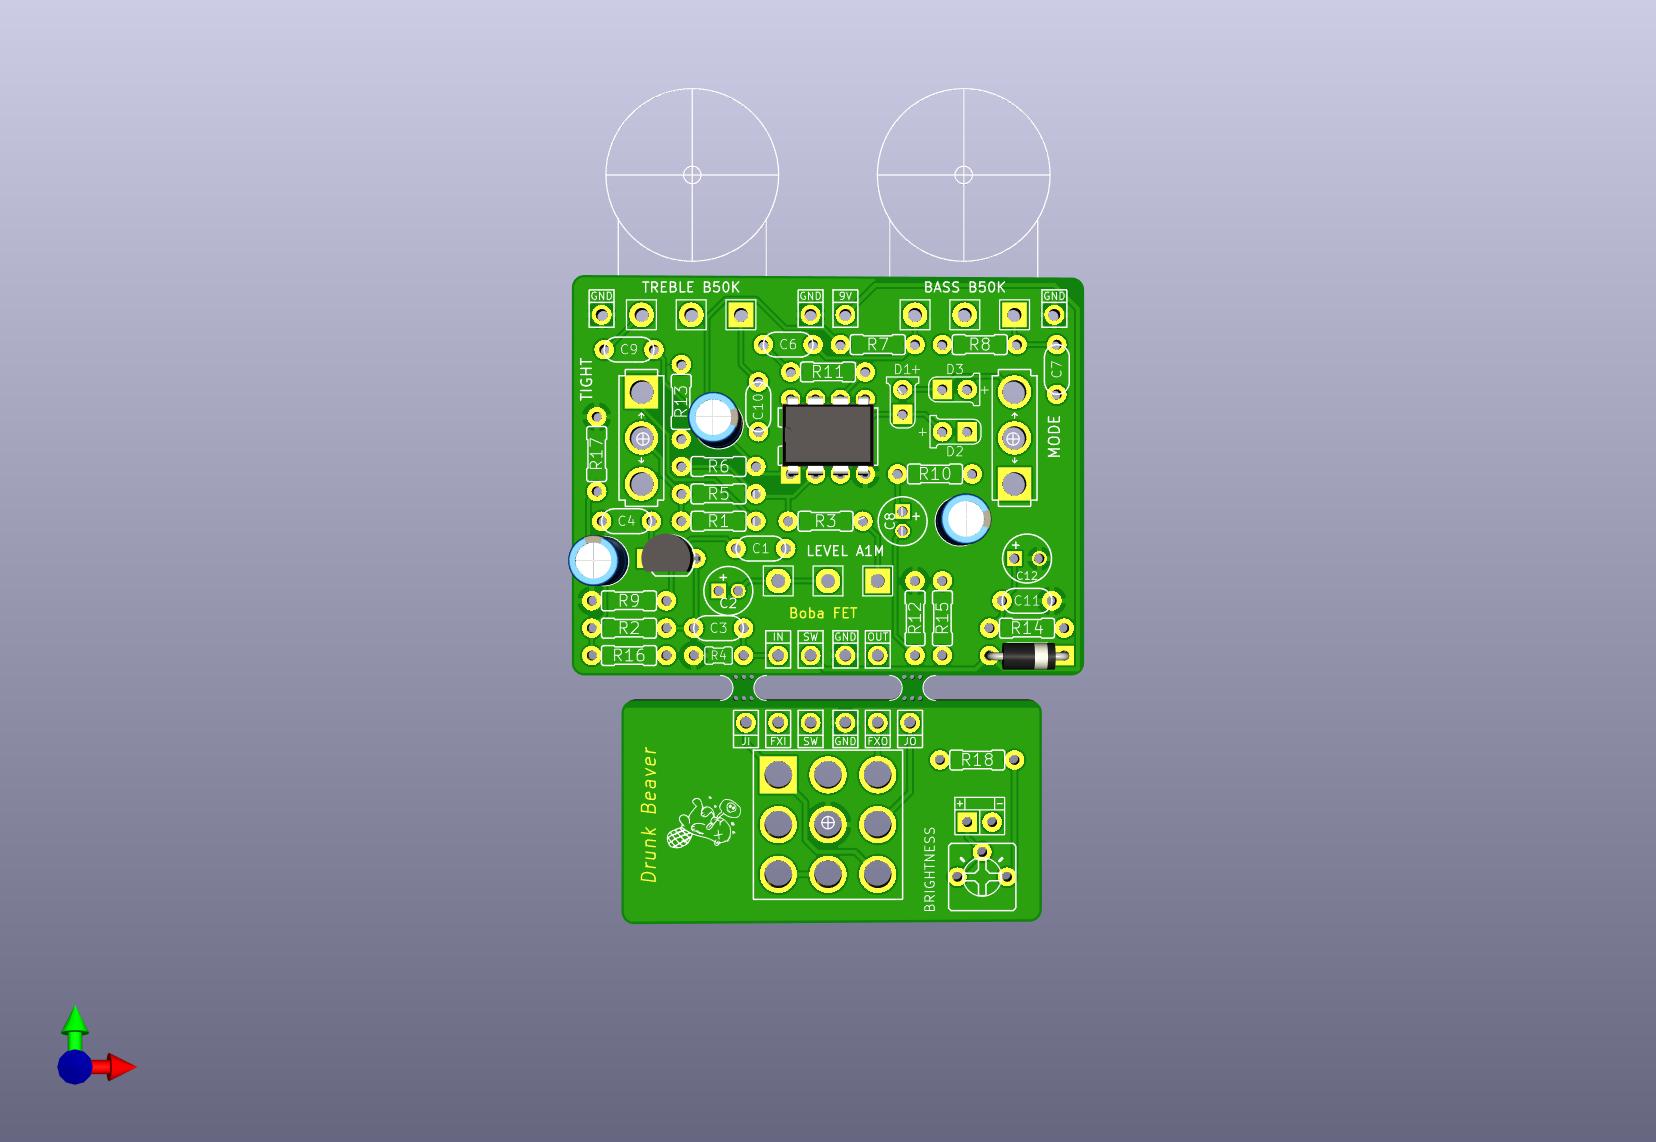 TREBLE B50K
BASS B50K
GND
GND
9V
GND
C9
C6
R7
R8
TIGHT
R13
R11
D1+
D3
+
C7
C10
R17
+
D2
MODE
R6
R10
R5
C4
R1
R3
C8
+
C1
LEVEL A1M
+
C12
+
C2
R9
Boba FET
R12
R15
C11
R2
C3
R14
IN
SW
GND
OUT
R16
R4
JI
FXI
SW
GND
FXO
JO
R18
Drunk Beaver
+
-
BRIGHTNESS